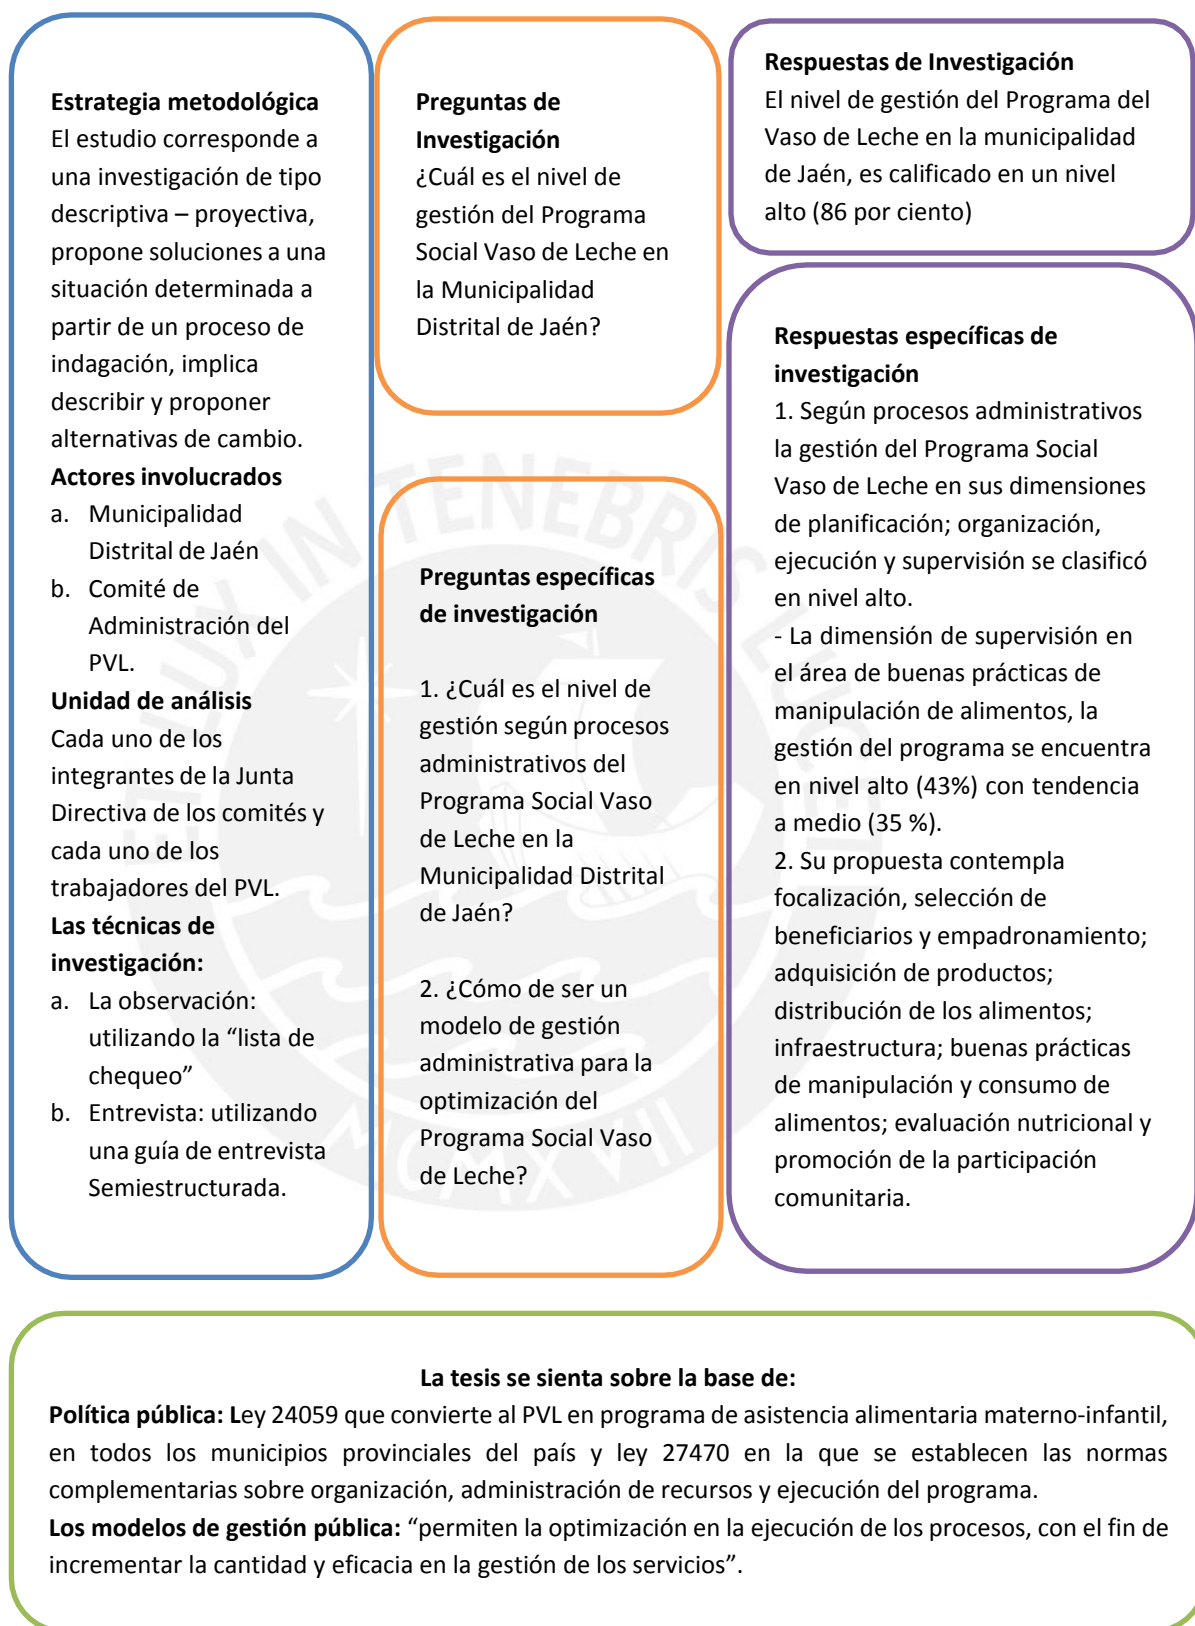 Estrategia metodológica
El estudio corresponde a
una investigación de tipo
descriptiva – proyectiva,
propone soluciones a una
situación determinada a
partir de un proceso de
indagación, implica
describir y proponer
alternativas de cambio.
Actores involucrados
a. Municipalidad
Distrital de Jaén
b. Comité de
Administración del
PVL.
Unidad de análisis
Cada uno de los
integrantes de la Junta
Directiva de los comités y
cada uno de los
trabajadores del PVL.
Las técnicas de
investigación:
a. La observación:
utilizando la “lista de
chequeo”
b. Entrevista: utilizando
una guía de entrevista
Semiestructurada.
Preguntas de
Investigación
¿Cuál es el nivel de
gestión del Programa
Social Vaso de Leche en
la Municipalidad
Distrital de Jaén?
Preguntas específicas
de investigación
1. ¿Cuál es el nivel de
gestión según procesos
administrativos del
Programa Social Vaso
de Leche en la
Municipalidad Distrital
de Jaén?
2. ¿Cómo de ser un
modelo de gestión
administrativa para la
optimización del
Programa Social Vaso
de Leche?
Respuestas de Investigación
El nivel de gestión del Programa del
Vaso de Leche en la municipalidad
de Jaén, es calificado en un nivel
alto (86 por ciento)
Respuestas específicas de
investigación
1. Según procesos administrativos
la gestión del Programa Social
Vaso de Leche en sus dimensiones
de planificación; organización,
ejecución y supervisión se clasificó
en nivel alto.
- La dimensión de supervisión en
el área de buenas prácticas de
manipulación de alimentos, la
gestión del programa se encuentra
en nivel alto (43%) con tendencia
a medio (35 %).
2. Su propuesta contempla
focalización, selección de
beneficiarios y empadronamiento;
adquisición de productos;
distribución de los alimentos;
infraestructura; buenas prácticas
de manipulación y consumo de
alimentos; evaluación nutricional y
promoción de la participación
comunitaria.
La tesis se sienta sobre la base de:
Política pública: Ley 24059 que convierte al PVL en programa de asistencia alimentaria materno-infantil,
en todos los municipios provinciales del país y ley 27470 en la que se establecen las normas
complementarias sobre organización, administración de recursos y ejecución del programa.
Los modelos de gestión pública: “permiten la optimización en la ejecución de los procesos, con el fin de
incrementar la cantidad y eficacia en la gestión de los servicios”.
ET LUX IN TENEBRIS LUCET
MCMXVII